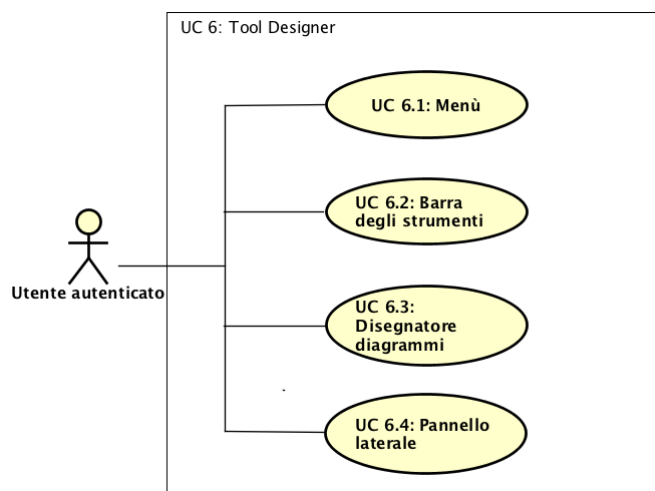 UC 6: Tool Designer
UC 6.1: Menù
UC 6.2: Barra
degli strumenti
Utente autenticato
UC 6.3:
Disegnatore
diagrammi
UC 6.4: Pannello
laterale